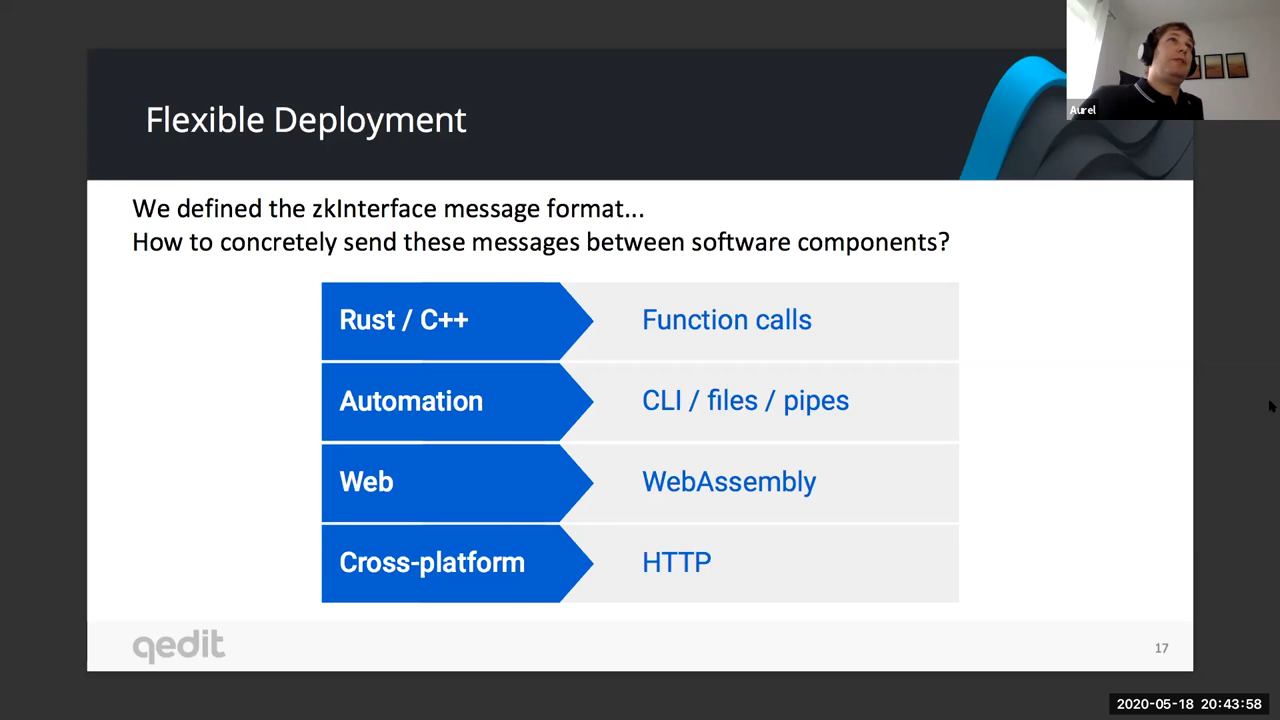 Aurel
Flexible Deployment
We defined the zkInterface message format...
How to concretely send these messages between software components?
Rust / C++
Function calls
Automation
CLI / files / pipes
Web
WebAssembly
Cross-platform
HTTP
qedit
17
2020-05-18 20:43:58